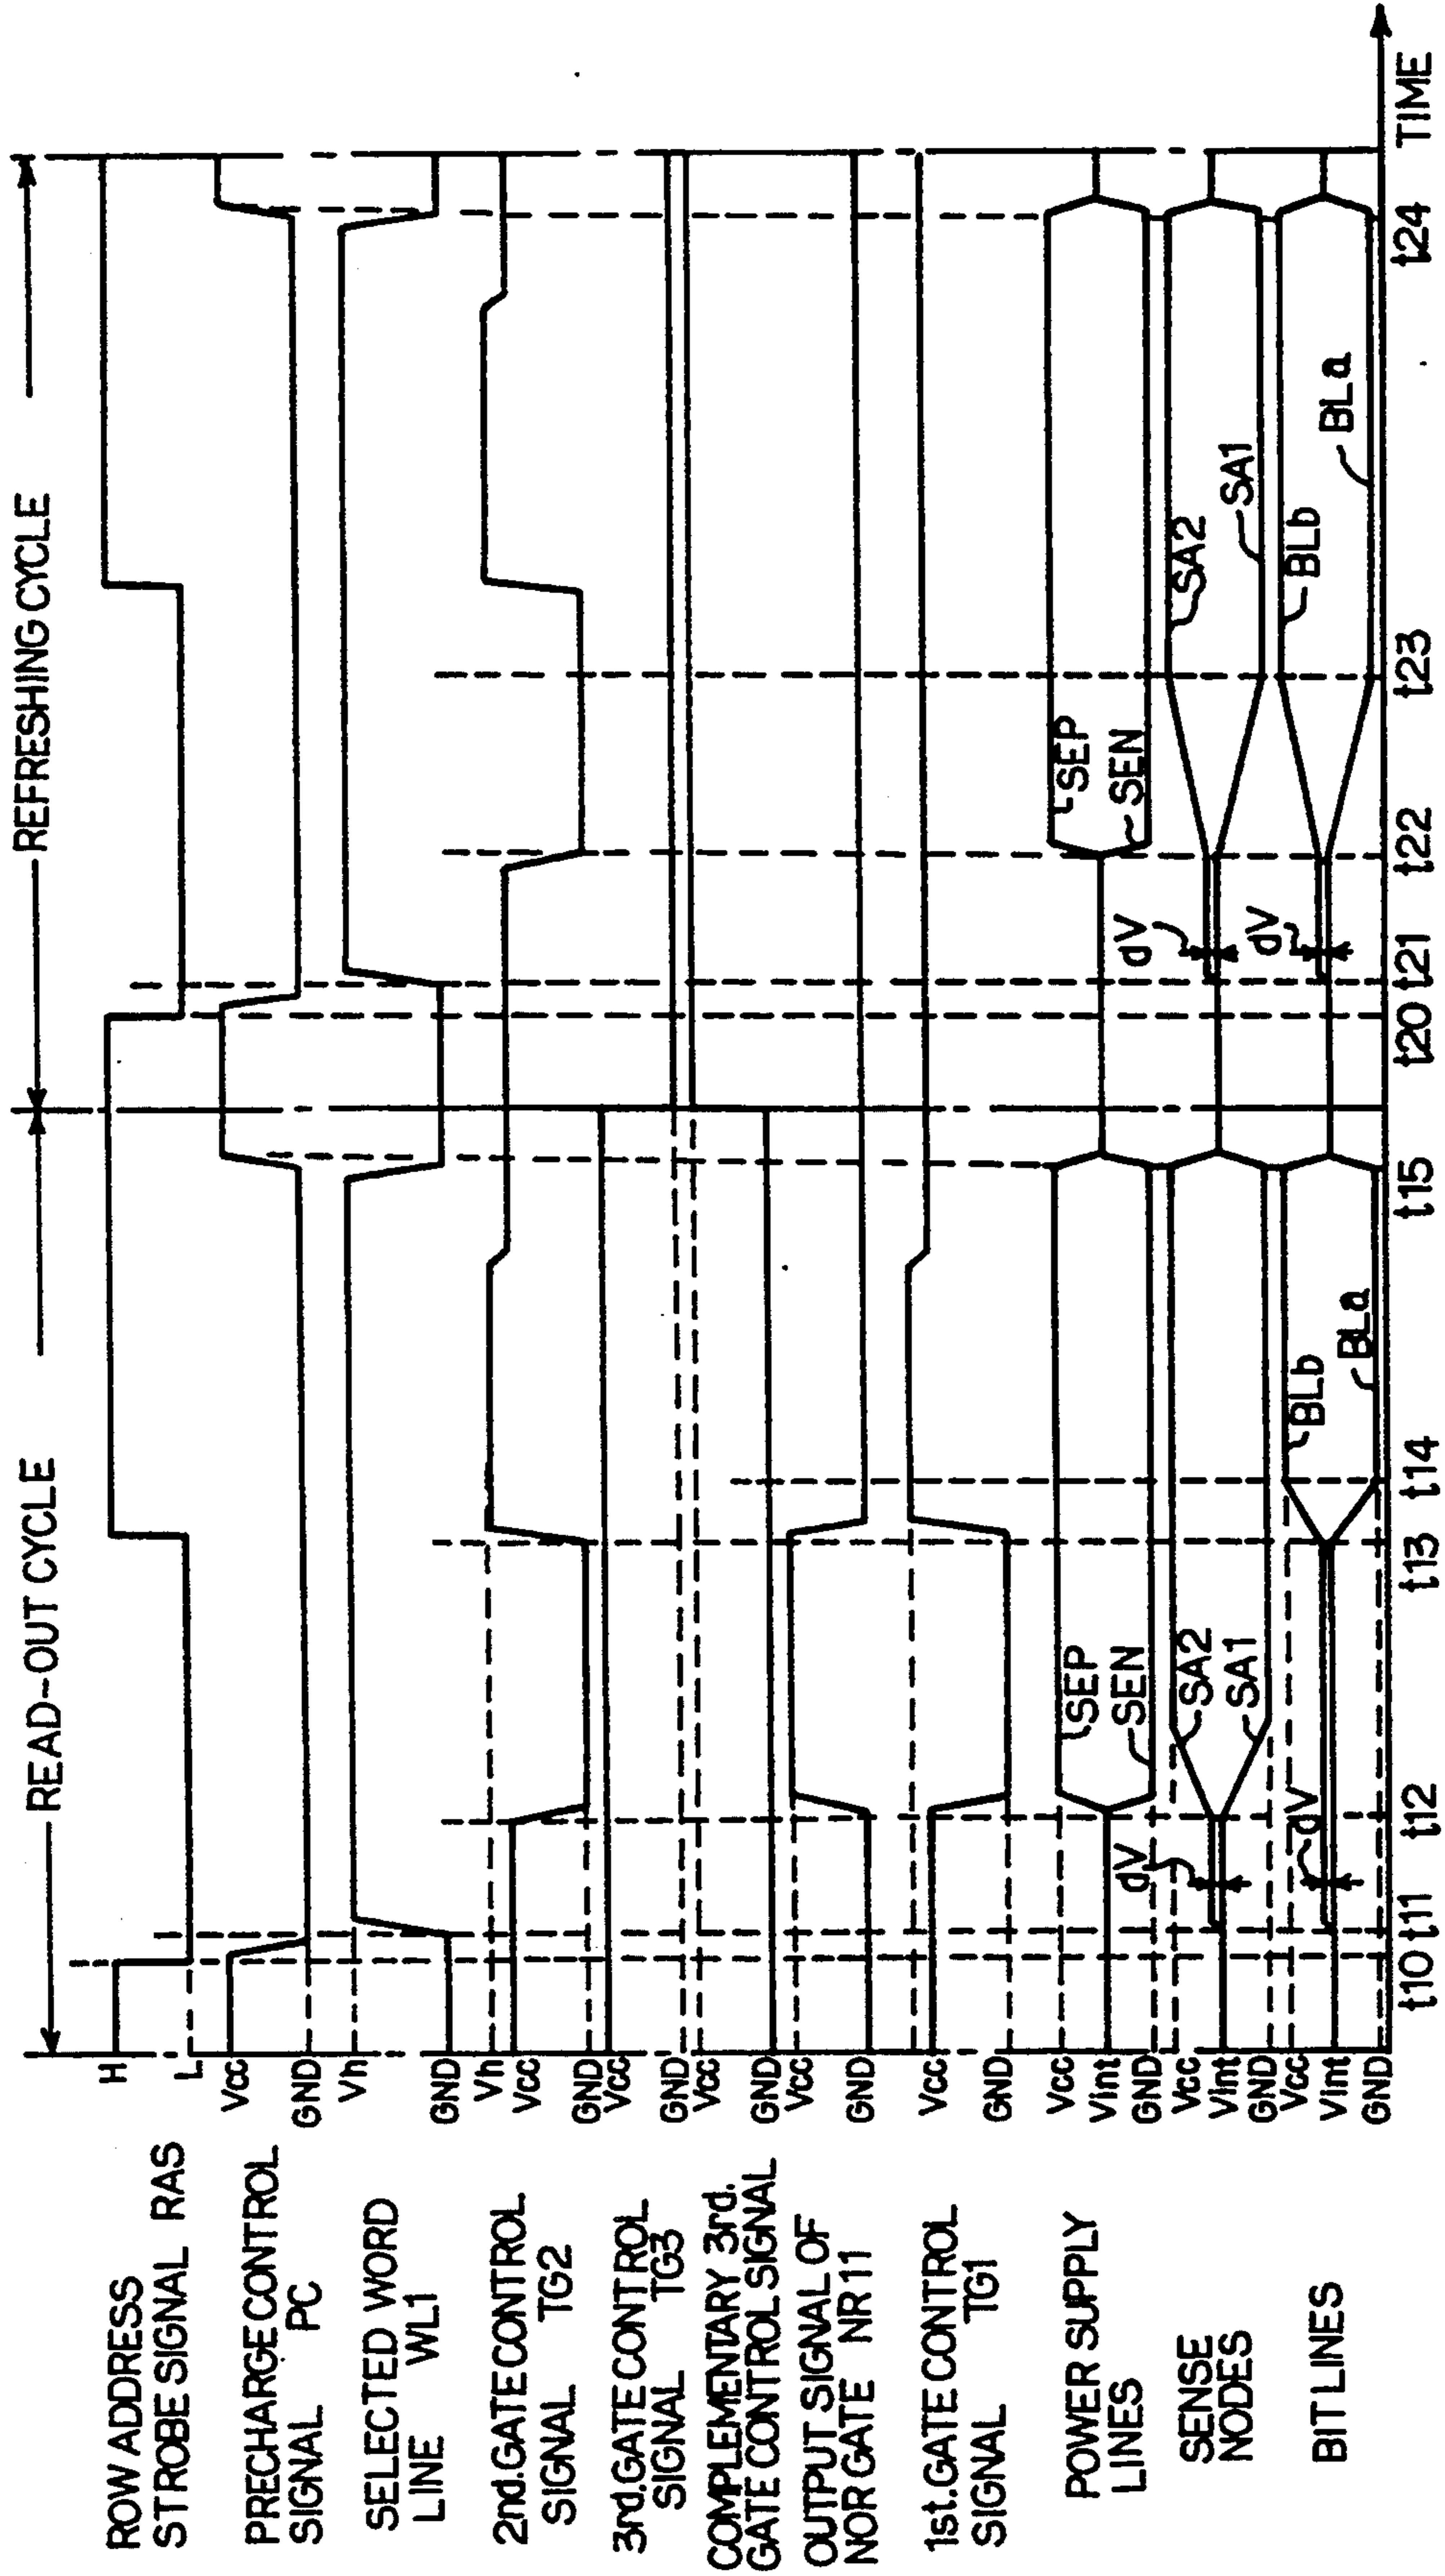 READ-OUT CYCLE
REFRESHING CYCLE
ROW ADDRESS
STROBE SIGNAL RAS
H
L
PRECHARGE CONTROL
SIGNAL PC
Vcc
GND
SELECTED WORD
LINE WL1
Vh
GND
2nd. GATE CONTROL
SIGNAL TG2
Vh
Vcc
GND
3rd. GATE CONTROL
SIGNAL TG3
Vcc
GND
COMPLEMENTARY 3rd.
GATE CONTROL SIGNAL
Vcc
GND
OUTPUT SIGNAL OF
NOR GATE NR11
Vcc
GND
1st. GATE CONTROL
SIGNAL TG1
Vcc
GND
POWER SUPPLY
LINES
Vcc
Vint
GND
SEP
SEN
SEP
SEN
SENSE
NODES
Vcc
Vint
GND
dV
SA2
SA1
dV
SA2
SA1
BIT LINES
Vcc
Vint
GND
dV
BLb
BLa
dV
BLb
BLa
t10 t11 t12 t13 t14 t15 t20 t21 t22 t23 t24 TIME